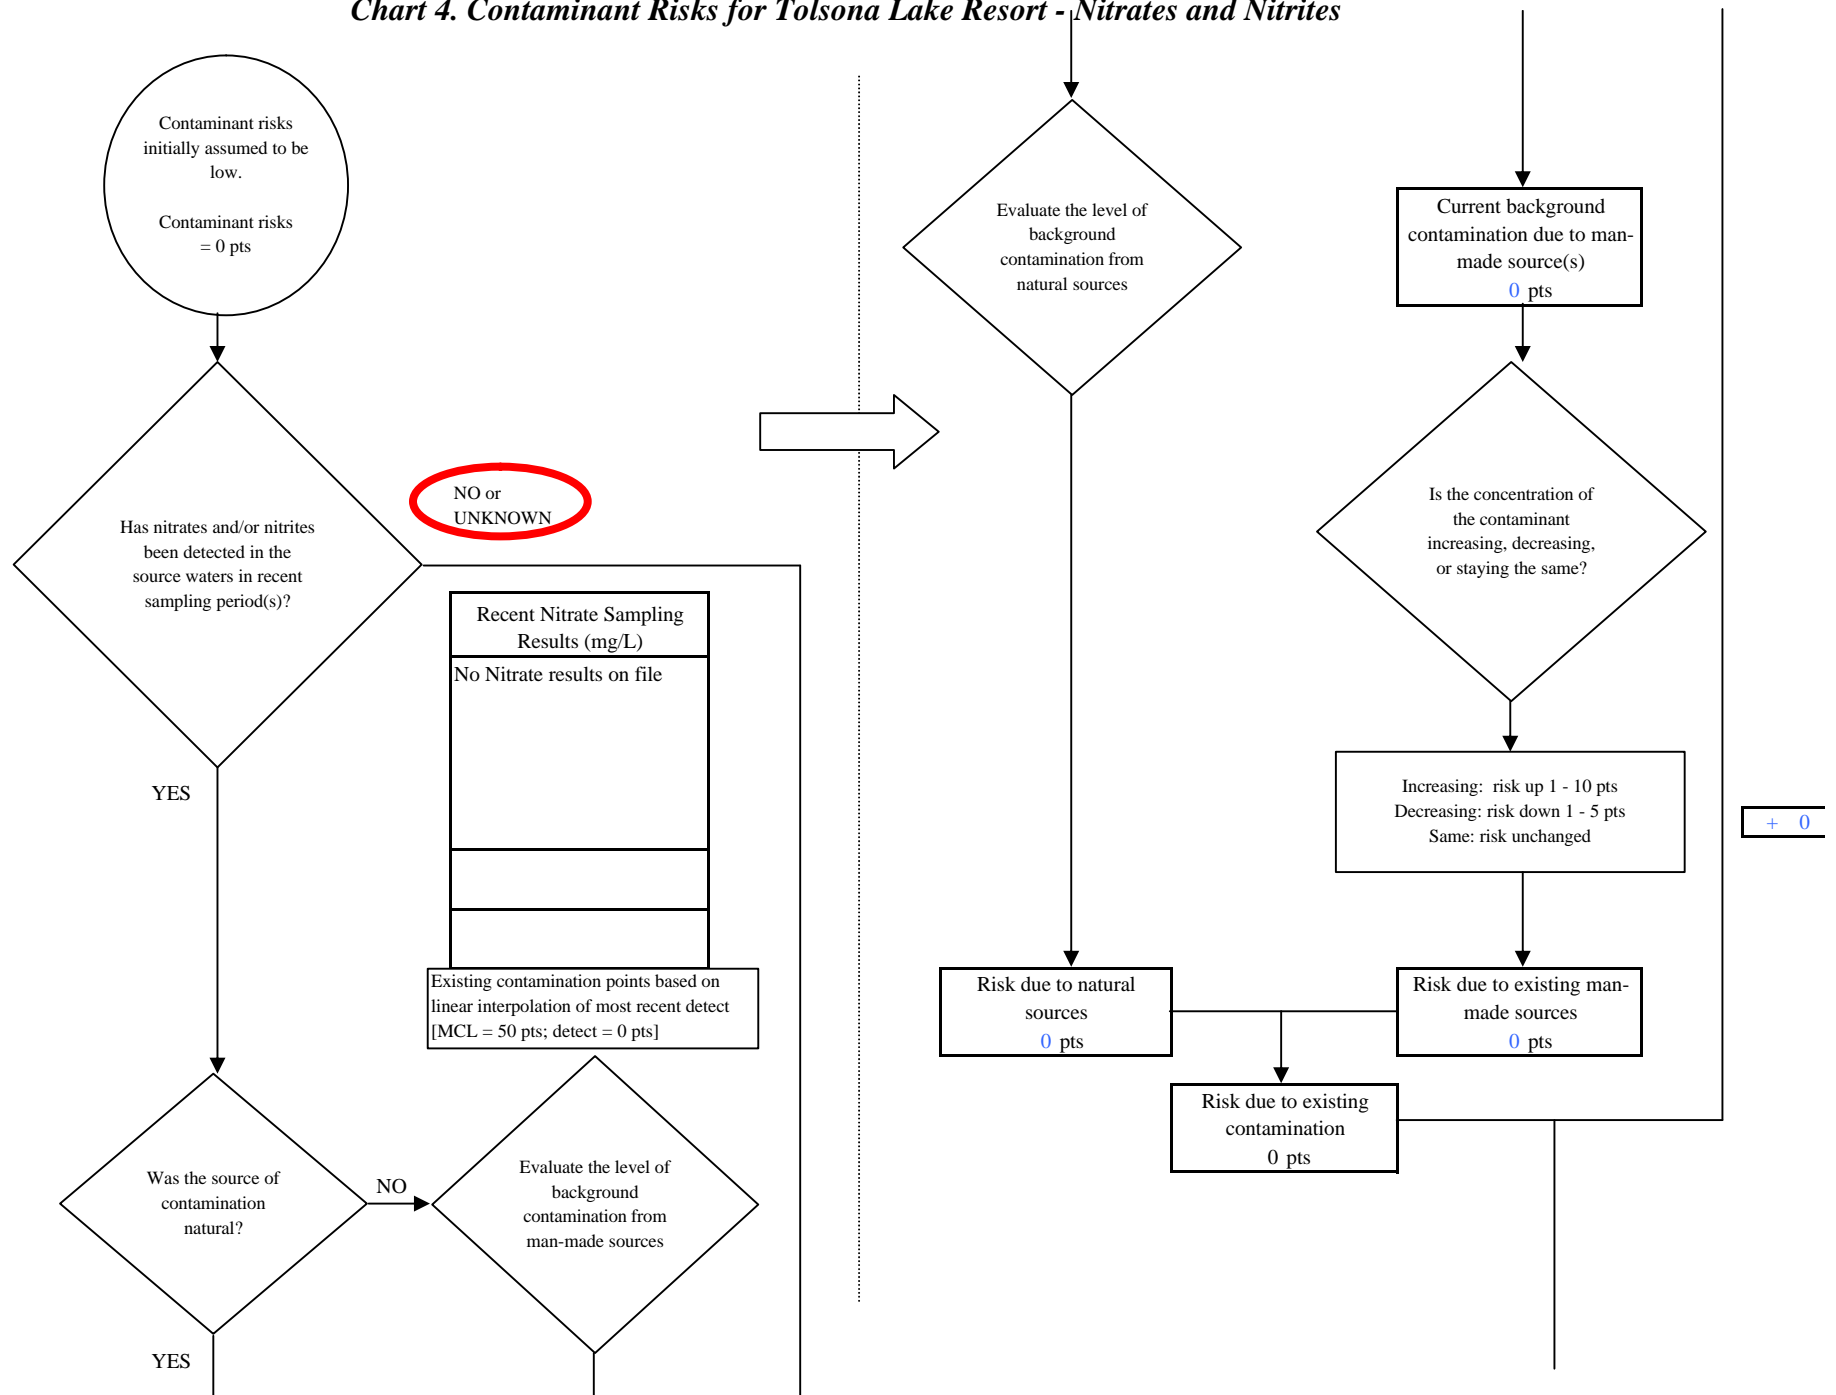 Chart 4. Contaminant Risks for Tolsona Lake Resort - Nitrates and Nitrites
Contaminant risks
initially assumed to be
low.
Contaminant risks
= 0 pts
Has nitrates and/or nitrites
been detected in the
source waters in recent
sampling period(s)?
NO or
UNKNOWN
Recent Nitrate Sampling
Results (mg/L)
No Nitrate results on file
YES
Existing contamination points based on
linear interpolation of most recent detect
[MCL = 50 pts; detect = 0 pts]
Was the source of
contamination
natural?
NO
Evaluate the level of
background
contamination from
man-made sources
YES
Evaluate the level of
background
contamination from
natural sources
Current background
contamination due to man-
made source(s)
0 pts
Is the concentration of
the contaminant
increasing, decreasing,
or staying the same?
Increasing: risk up 1 - 10 pts
Decreasing: risk down 1 - 5 pts
Same: risk unchanged
+ 0
Risk due to natural
sources
0 pts
Risk due to existing man-
made sources
0 pts
Risk due to existing
contamination
0 pts